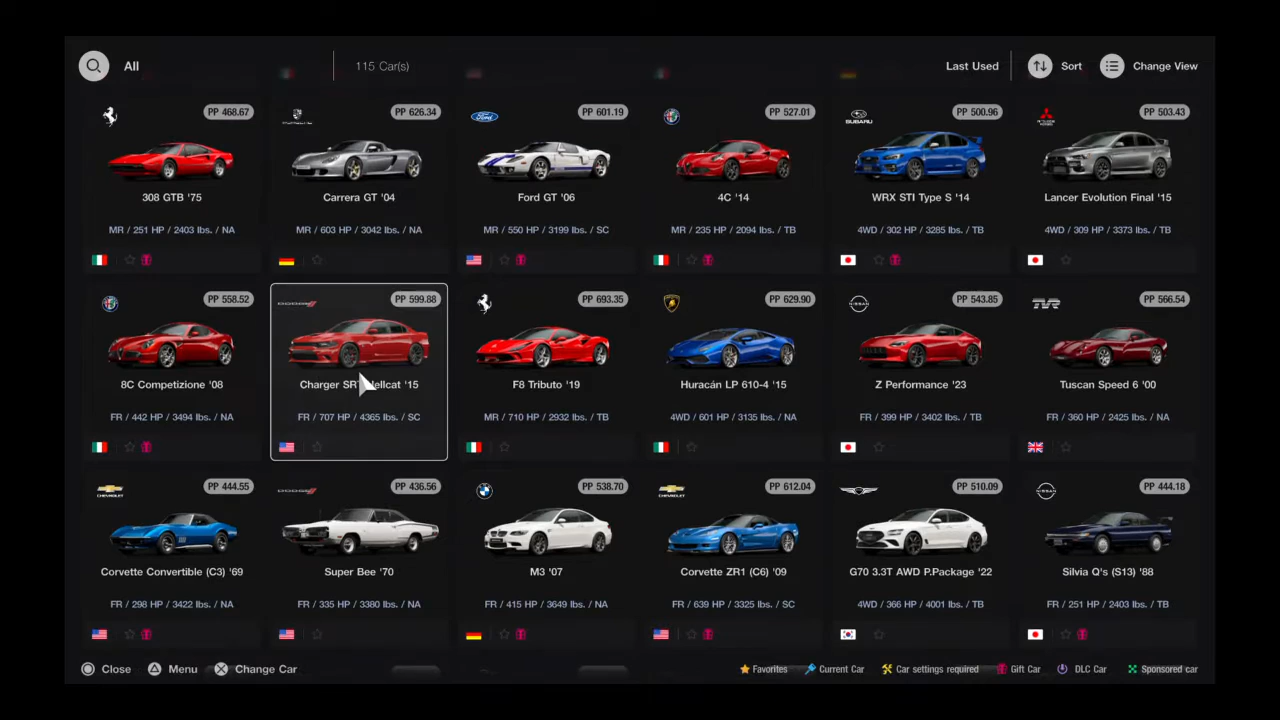 All
115 Car(s)
Last Used
Sort
Change View
PP 468.67
308 GTB '75
MR / 251 HP / 2403 lbs. / NA
PORSCHE
PP 626.34
Carrera GT '04
MR / 603 HP / 3042 lbs. / NA
Ford
PP 601.19
Ford GT '06
MR / 550 HP / 3199 lbs. / SC
PP 527.01
4C '14
MR / 235 HP / 2094 lbs. / TB
SUBARU
PP 500.96
WRX STI Type S '14
4WD / 302 HP / 3285 lbs. / TB
PP 503.43
Lancer Evolution Final '15
4WD / 309 HP / 3373 lbs. / TB
PP 558.52
8C Competizione '08
FR / 442 HP / 3494 lbs. / NA
DODGE
PP 599.88
Charger SRT Hellcat '15
FR / 707 HP / 4365 lbs. / SC
PP 693.35
F8 Tributo '19
MR / 710 HP / 2932 lbs. / TB
PP 629.90
Huracán LP 610-4 '15
4WD / 601 HP / 3135 lbs. / NA
NISSAN
PP 543.85
Z Performance '23
FR / 399 HP / 3402 lbs. / TB
TVR
PP 566.54
Tuscan Speed 6 '00
FR / 360 HP / 2425 lbs. / NA
CHEVROLET
PP 444.55
Corvette Convertible (C3) '69
FR / 298 HP / 3422 lbs. / NA
DODGE
PP 436.56
Super Bee '70
FR / 335 HP / 3380 lbs. / NA
PP 538.70
M3 '07
FR / 415 HP / 3649 lbs. / NA
CHEVROLET
PP 612.04
Corvette ZR1 (C6) '09
FR / 639 HP / 3325 lbs. / SC
PP 510.09
G70 3.3T AWD P.Package '22
4WD / 366 HP / 4001 lbs. / TB
NISSAN
PP 444.18
Silvia Q's (S13) '88
FR / 251 HP / 2403 lbs. / TB
Close
Menu
Change Car
Favorites
Current Car
Car settings required
Gift Car
DLC Car
Sponsored car